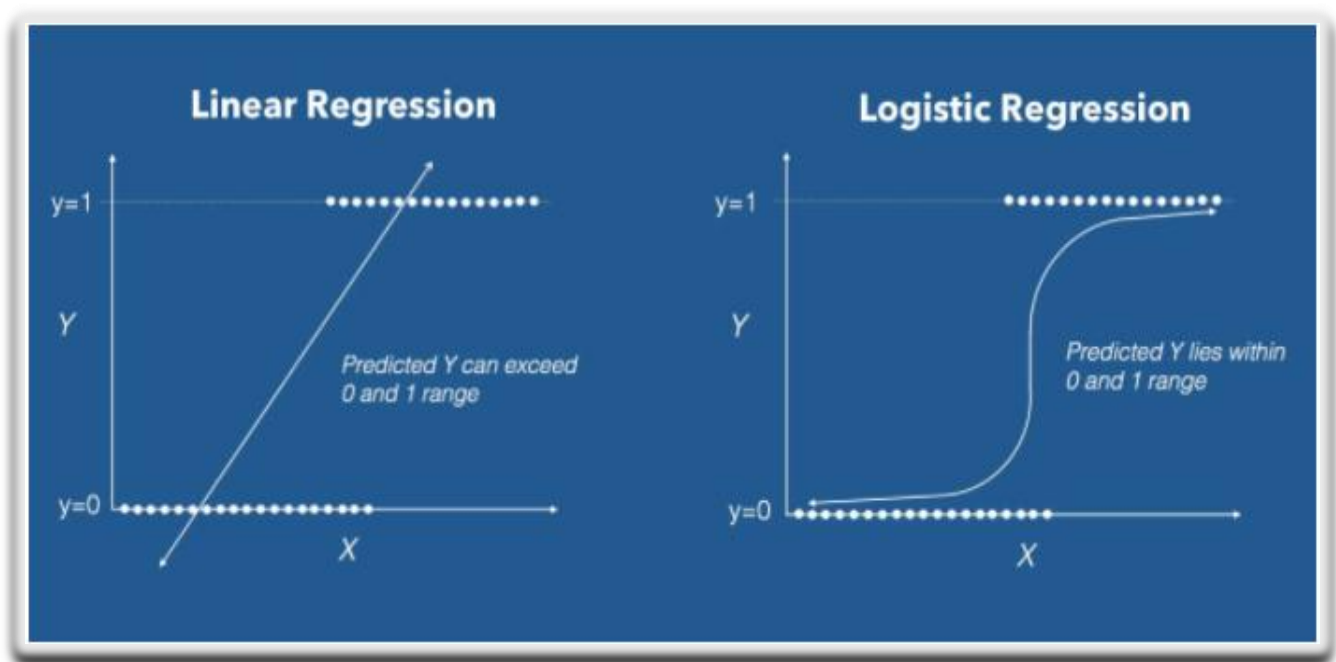 Linear Regression
y=1
Y
Predicted Y can exceed
0 and 1 range
y=0
X
Logistic Regression
y=1
Y
Predicted Y lies within
0 and 1 range
y=0
X